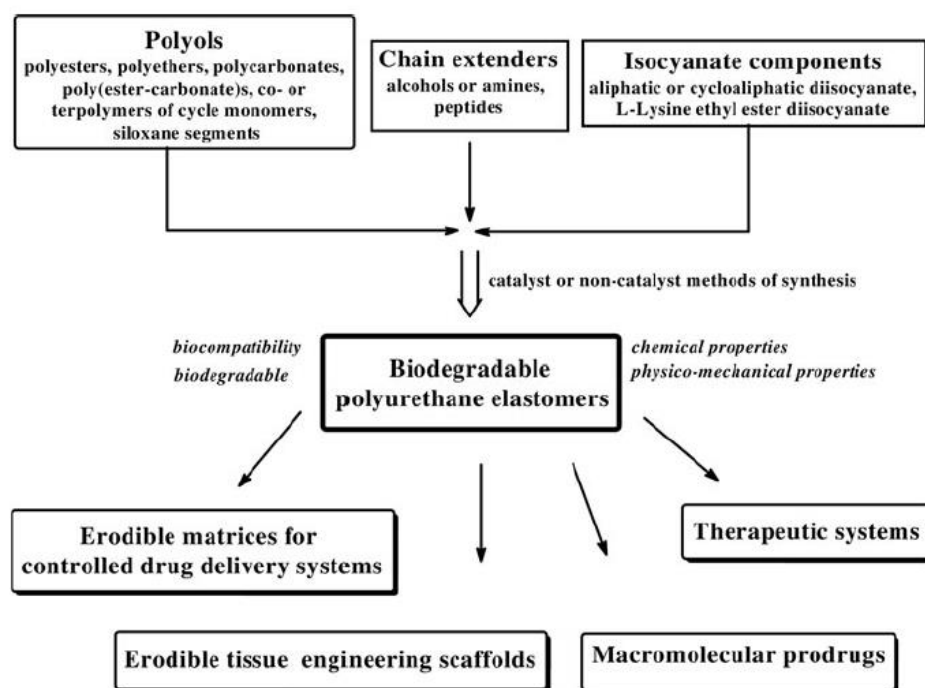 Polyols
polyesters, polyethers, polycarbonates,
poly(ester-carbonate)s, co- or
terpolymers of cycle monomers,
siloxane segments
Chain extenders
alcohols or amines,
peptides
Isocyanate components
aliphatic or cycloaliphatic diisocyanate,
L-Lysine ethyl ester diisocyanate
catalyst or non-catalyst methods of synthesis
biocompatibility
biodegradable
Biodegradable
polyurethane elastomers
chemical properties
physico-mechanical properties
Erodible matrices for
controlled drug delivery systems
Therapeutic systems
Erodible tissue engineering scaffolds
Macromolecular prodrugs